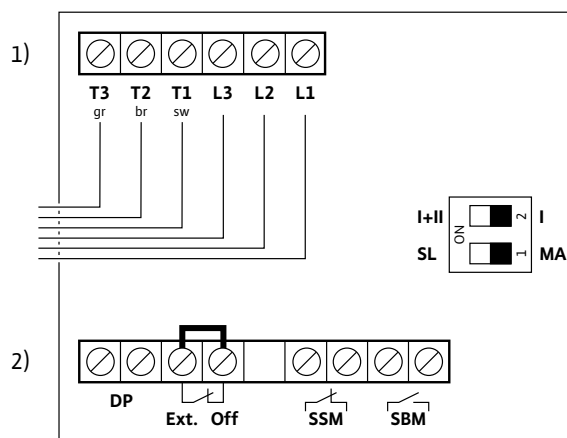 1)
T3 T2 T1 L3 L2 L1
gr br sw
I+II ON 2 I
SL 1 MA
2)
DP
Ext. Off SSM SBM